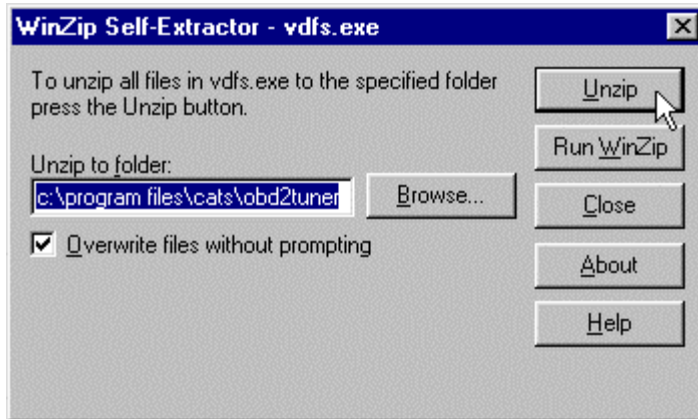 WinZip Self-Extractor - vdfs.exe
To unzip all files in vdfs.exe to the specified folder
press the Unzip button.
Unzip to folder:
c:\program files\cats\obd2tuner
Browse...
Overwrite files without prompting
Unzip
Run WinZip
Close
About
Help